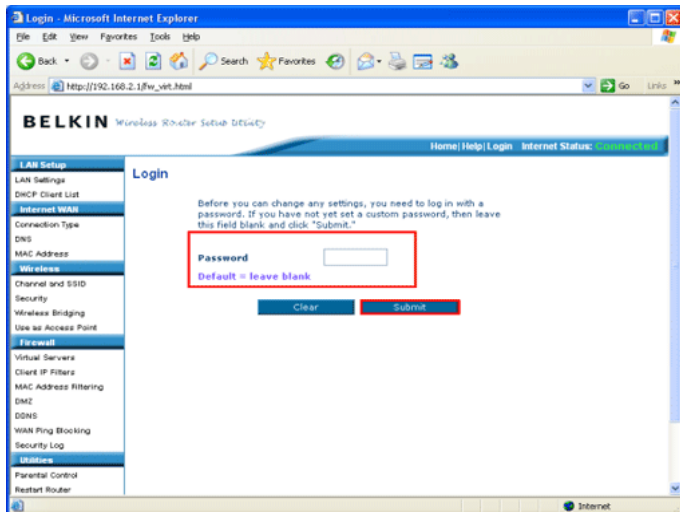 Login - Microsoft Internet Explorer
File Edit View Favorites Tools Help
Back Search Favorites
Address http://192.168.2.1/fw_virt.html Go Links »
BELKIN Wireless Router Setup Utility
Home|Help|Login Internet Status: Connected
LAN Setup
LAN Settings
DHCP Client List
Internet WAN
Connection Type
DNS
MAC Address
Wireless
Channel and SSID
Security
Wireless Bridging
Use as Access Point
Firewall
Virtual Servers
Client IP Filters
MAC Address Filtering
DMZ
DDNS
WAN Ping Blocking
Security Log
Utilities
Parental Control
Restart Router
Login
Before you can change any settings, you need to log in with a
password. If you have not yet set a custom password, then leave
this field blank and click "Submit."
Password
Default = leave blank
Clear Submit
Internet